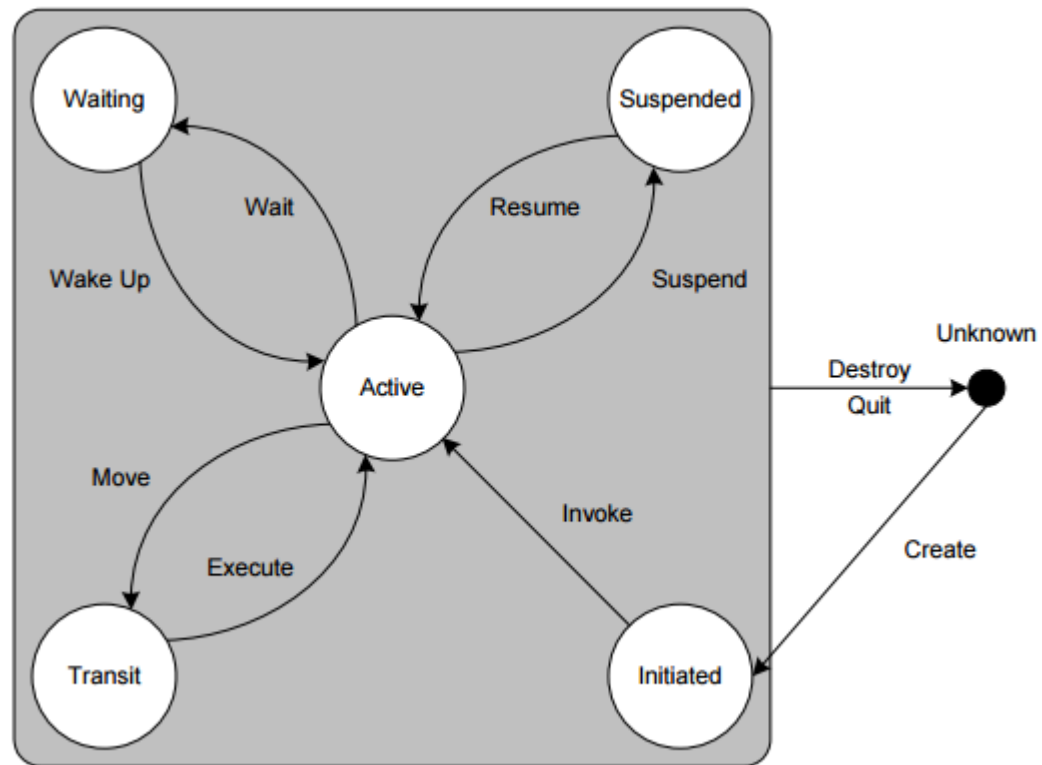 Waiting
Suspended
Wait
Resume
Wake Up
Suspend
Unknown
Active
Destroy
Quit
Move
Invoke
Execute
Create
Transit
Initiated